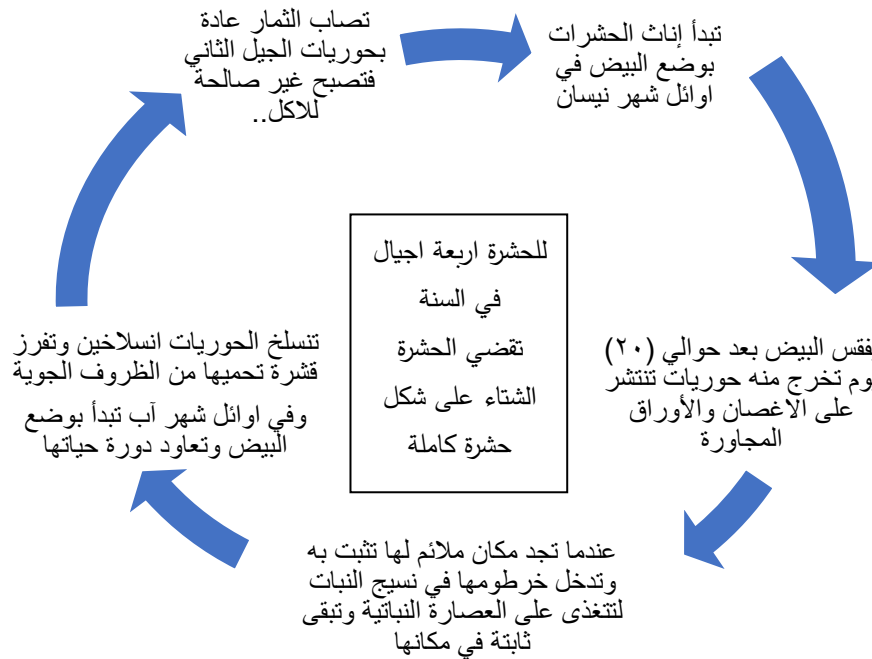 تبدأ إناث الحشرات
بوضع البيض في
اوائل شهر نيسان
فقس البيض بعد حوالي (٢٠)
وم تخرج منه حوريات تنتشر
على الاغصان والأوراق
المجاورة
عندما تجد مكان ملائم لها تثبت به
وتدخل خرطومها في نسيج النبات
لتتغذى على العصارة النباتية وتبقى
ثابتة في مكانها
تنسلخ الحوريات انسلاخين وتفرز
قشرة تحميها من الظروف الجوية
وفي اوائل شهر آب تبدأ بوضع
البيض وتعاود دورة حياتها
تصاب الثمار عادة
بحوريات الجيل الثاني
فتصبح غير صالحة
للاكل..
للحشرة اربعة اجيال
في السنة
تقضي الحشرة
الشتاء على شكل
حشرة كاملة